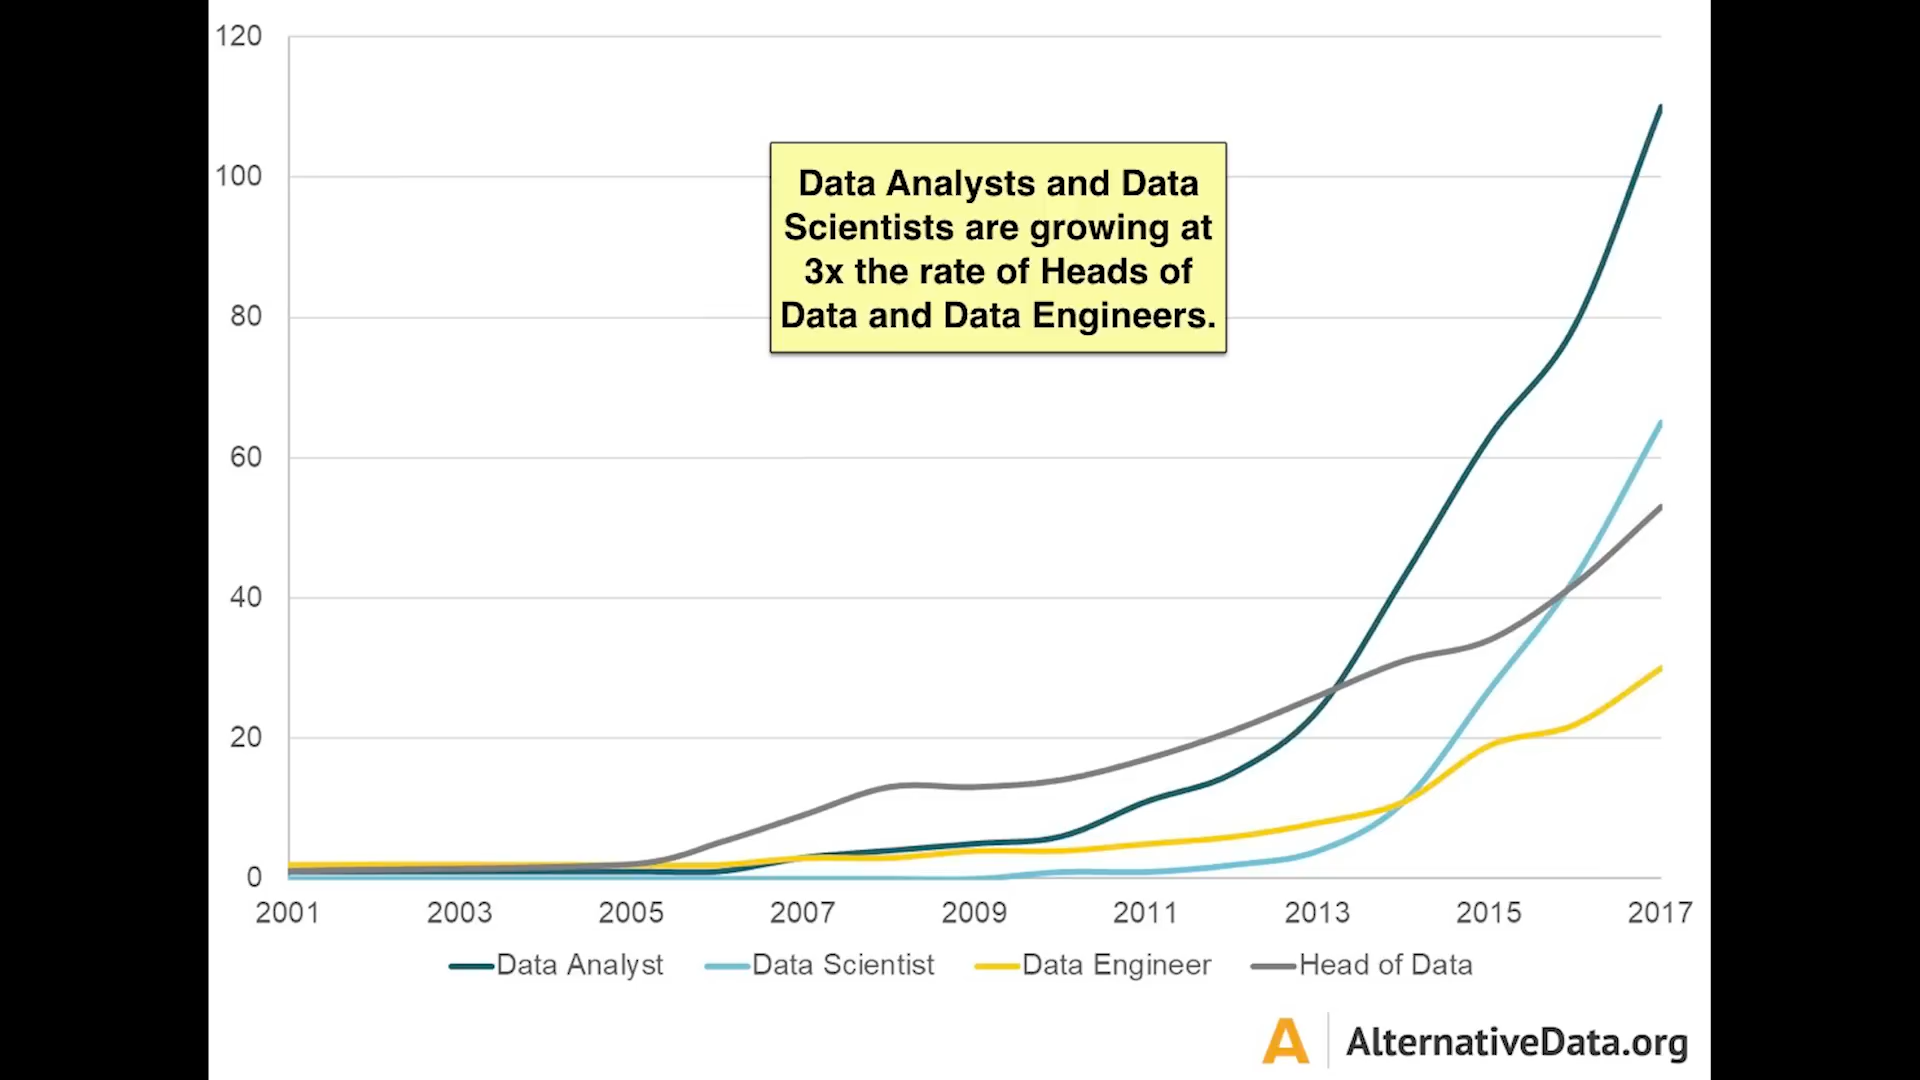 120
100
80
60
40
20
0
Data Analysts and Data
Scientists are growing at
3x the rate of Heads of
Data and Data Engineers.
2001 2003 2005 2007 2009 2011 2013 2015 2017
Data Analyst Data Scientist Data Engineer Head of Data
A AlternativeData.org